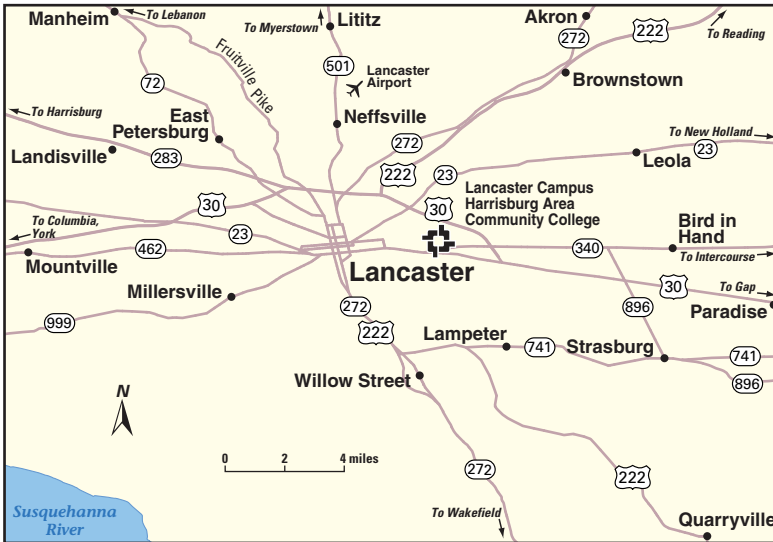 Manheim
To Lebanon
To Myerstown
Lititz
Akron
272
222
To Reading
Fruitville Pike
501
Lancaster
Airport
72
Brownstown
To Harrisburg
East
Petersburg
Neffsville
272
To New Holland
Landisville
283
222
23
Leola
23
30
30
Lancaster Campus
Harrisburg Area
Community College
To Columbia,
York
23
462
340
Bird in
Hand
Mountville
Lancaster
To Intercourse
Millersville
30
To Gap
272
896
Paradise
999
222
Lampeter
741
Strasburg
741
Willow Street
896
N
0 2 4 miles
272
222
Susquehanna
River
To Wakefield
Quarryville